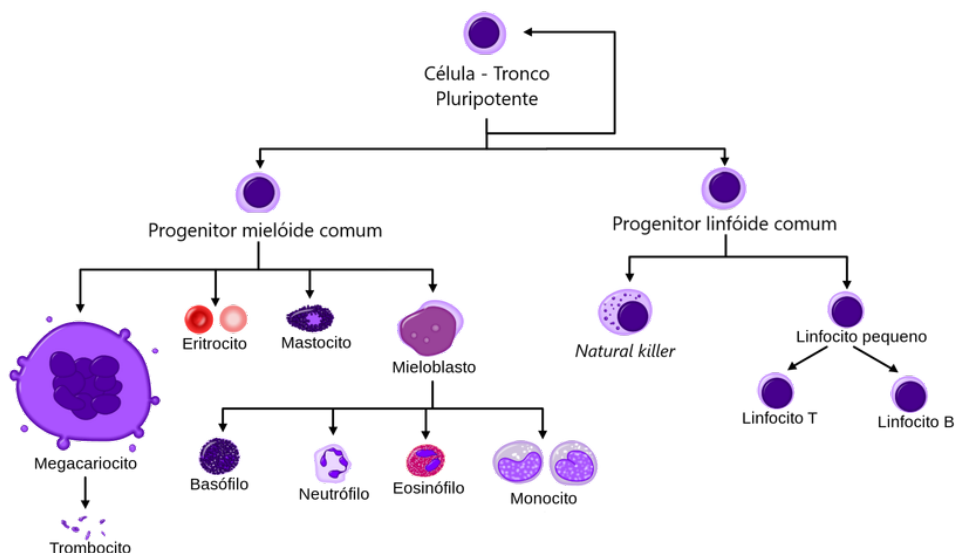 Célula - Tronco
Pluripotente
Progenitor mielóide comum
Progenitor linfóide comum
Eritrocito
Mastocito
Mieloblasto
Natural killer
Linfocito pequeno
Linfocito T
Linfocito B
Megacariocito
Basófilo
Neutrófilo
Eosinófilo
Monocito
Trombocito